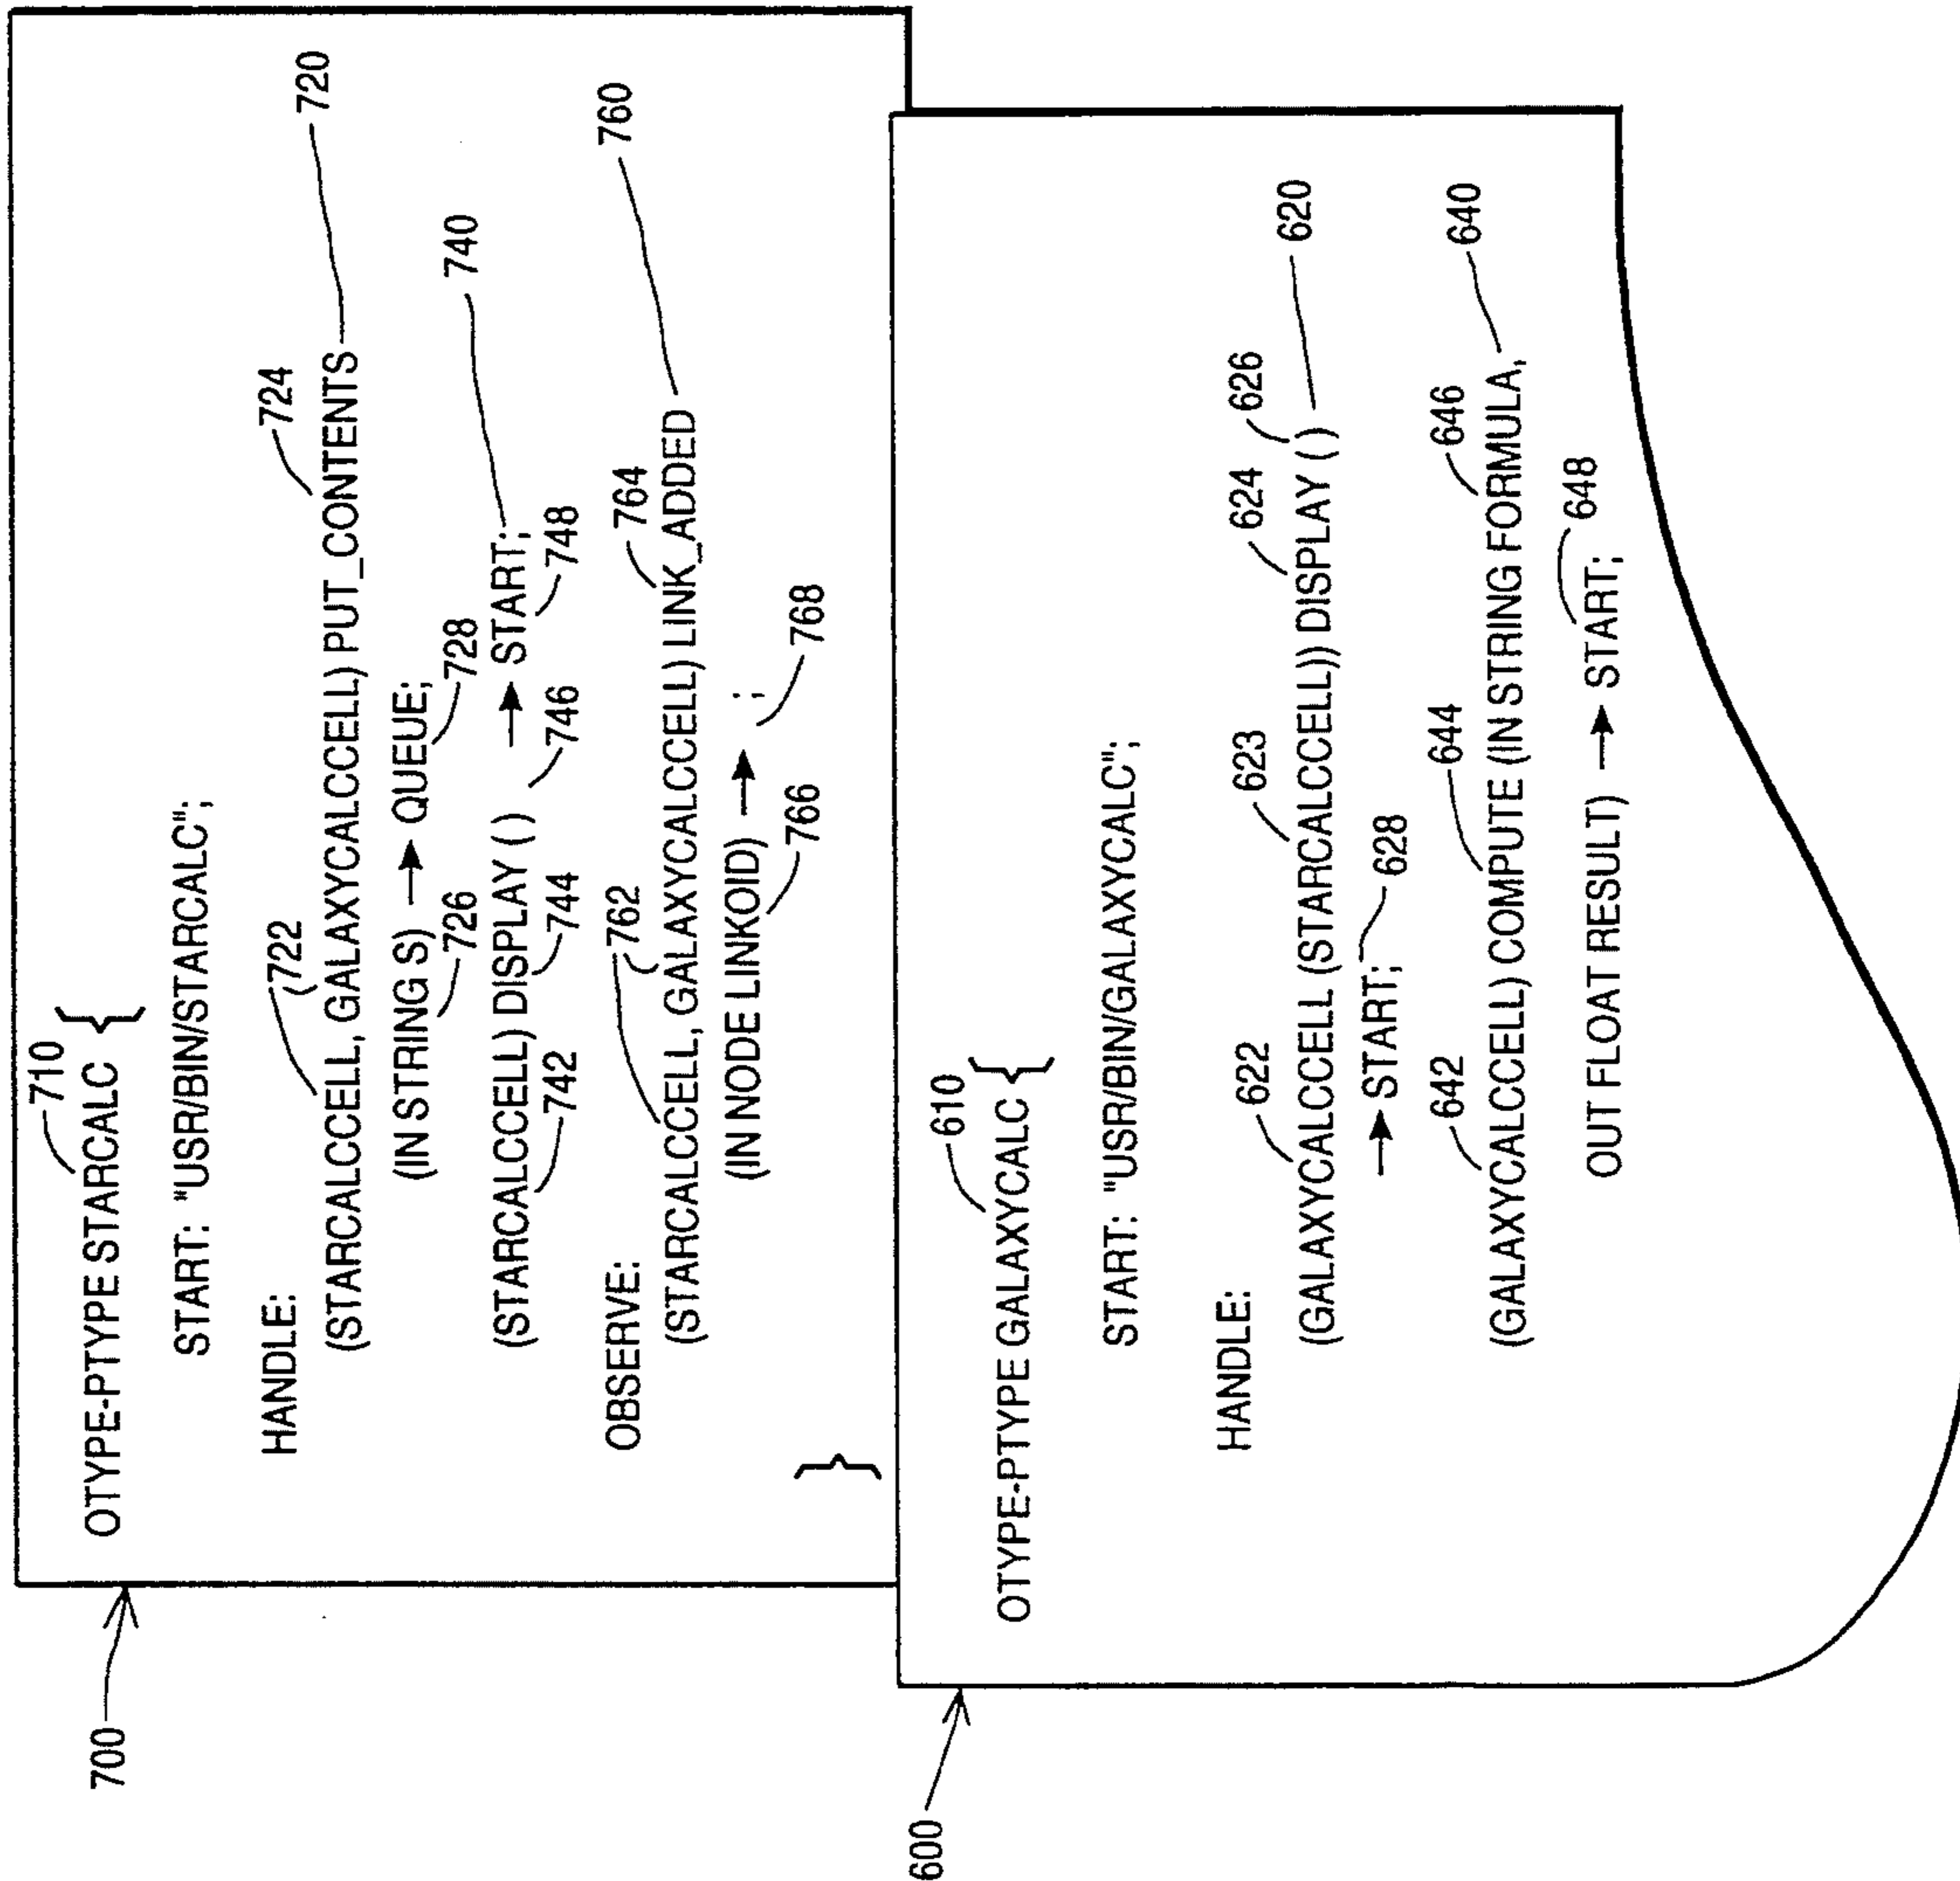 710
OTYPE-PTYPE STARCALC {
START: "USR/BIN/STARCALC";
HANDLE:
722 724 720
(STARCALCCELL, GALAXYCALCCELL) PUT_CONTENTS
(IN STRING S) → QUEUE;
726 728 740
(STARCALCCELL) DISPLAY () → START;
742 744 746 748
OBSERVE:
762 764 760
(STARCALCCELL, GALAXYCALCCELL) LINK_ADDED
(IN NODE LINKOID) → ;
766 768
}
700
610
OTYPE-PTYPE GALAXYCALC {
START: "USR/BIN/GALAXYCALC";
HANDLE:
622 623 624 626 620
(GALAXYCALCCELL (STARCALCCELL)) DISPLAY ()
→ START; 628
642 644 646 640
(GALAXYCALCCELL) COMPUTE (IN STRING FORMULA,
OUT FLOAT RESULT) → START; 648
600